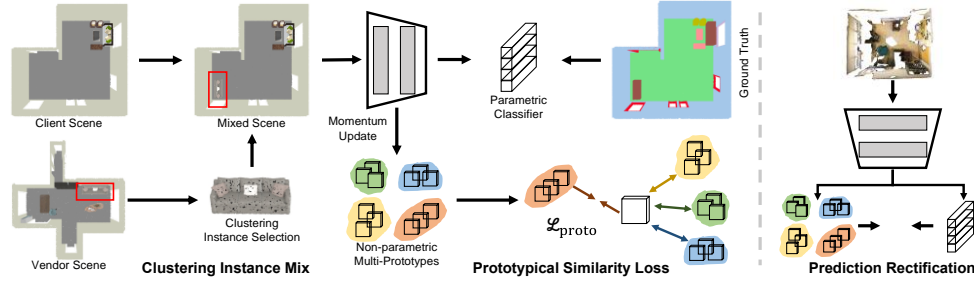 Client Scene
Mixed Scene
Momentum
Update
Parametric
Classifier
Ground Truth
Vendor Scene
Clustering
Instance Selection
Non-parametric
Multi-Prototypes
ℒproto
Clustering Instance Mix
Prototypical Similarity Loss
Prediction Rectification